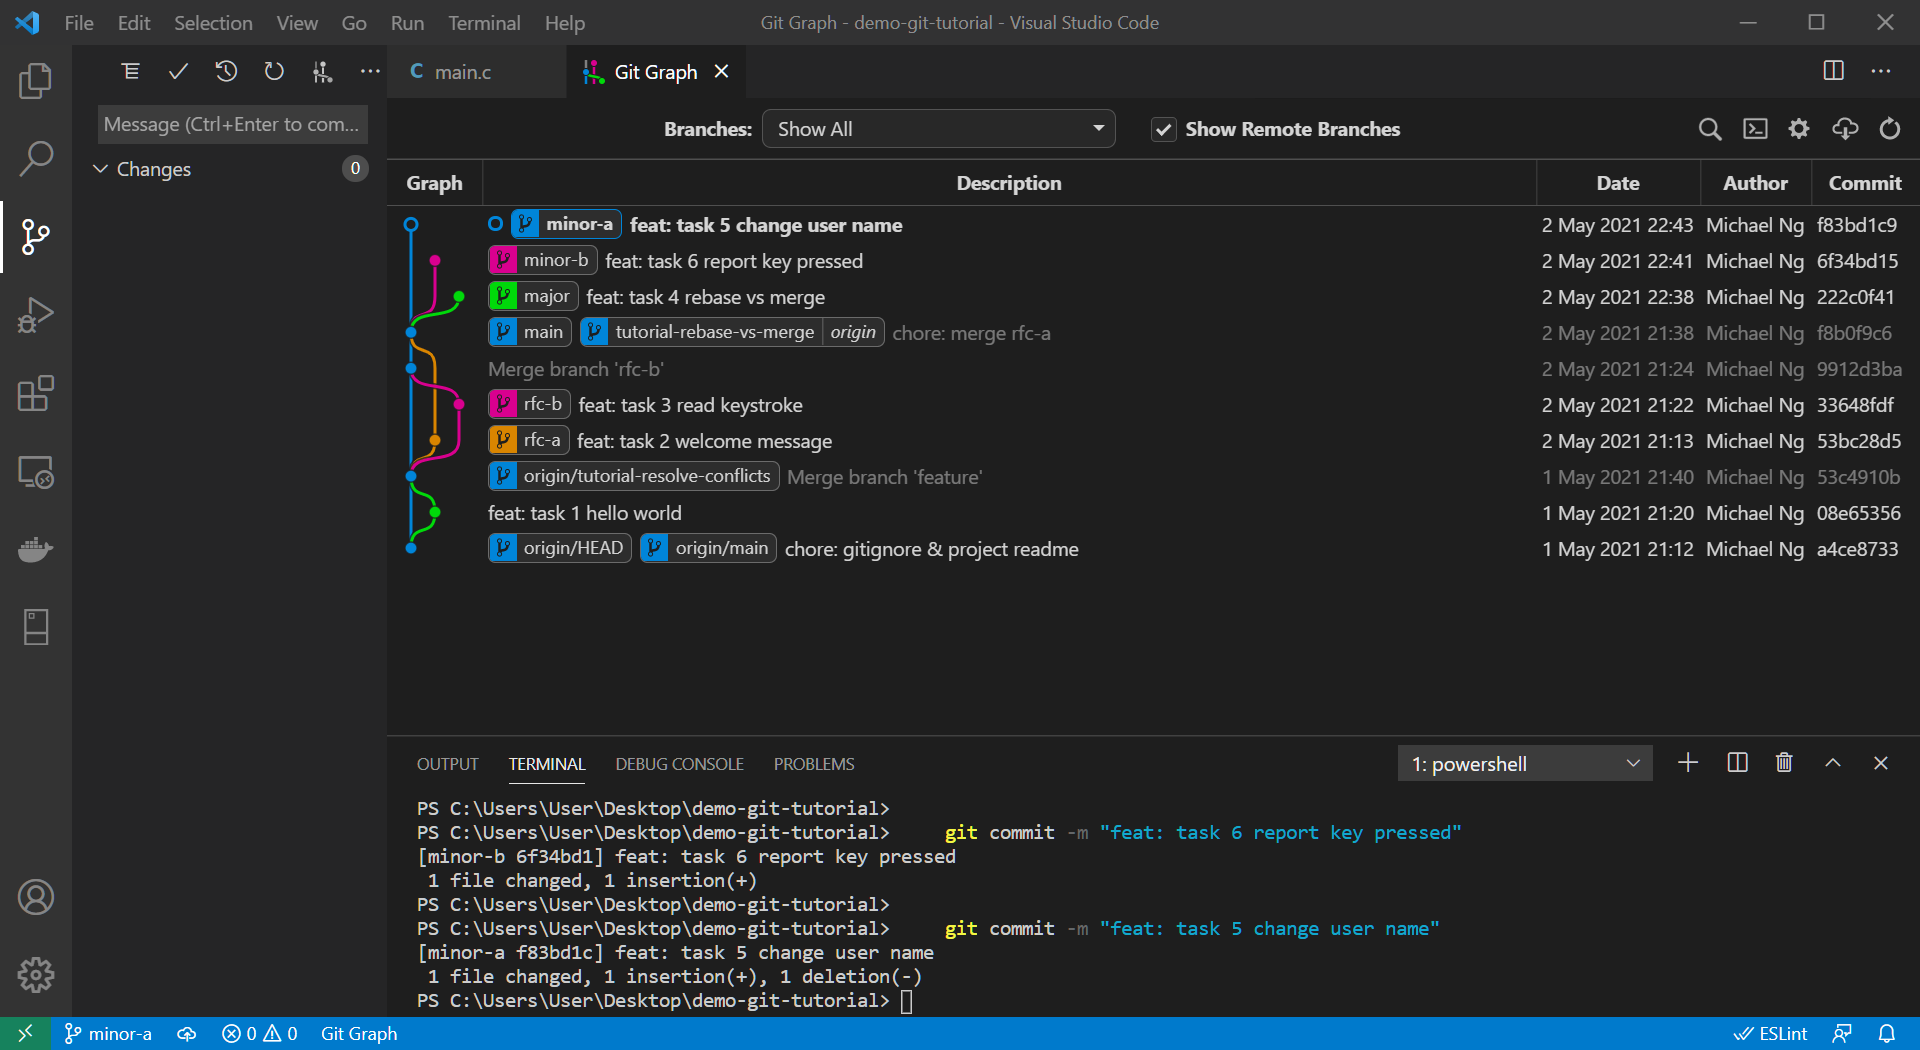 File Edit Selection View Go Run Terminal Help Git Graph - demo-git-tutorial - Visual Studio Code
C main.c Git Graph
Message (Ctrl+Enter to com...
Branches: Show All Show Remote Branches
Changes 0
Graph Description Date Author Commit
minor-a feat: task 5 change user name 2 May 2021 22:43 Michael Ng f83bd1c9
minor-b feat: task 6 report key pressed 2 May 2021 22:41 Michael Ng 6f34bd15
major feat: task 4 rebase vs merge 2 May 2021 22:38 Michael Ng 222c0f41
main tutorial-rebase-vs-merge origin chore: merge rfc-a 2 May 2021 21:38 Michael Ng f8b0f9c6
Merge branch 'rfc-b' 2 May 2021 21:24 Michael Ng 9912d3ba
rfc-b feat: task 3 read keystroke 2 May 2021 21:22 Michael Ng 33648fdf
rfc-a feat: task 2 welcome message 2 May 2021 21:13 Michael Ng 53bc28d5
origin/tutorial-resolve-conflicts Merge branch 'feature' 1 May 2021 21:40 Michael Ng 53c4910b
feat: task 1 hello world 1 May 2021 21:20 Michael Ng 08e65356
origin/HEAD origin/main chore: gitignore & project readme 1 May 2021 21:12 Michael Ng a4ce8733
OUTPUT TERMINAL DEBUG CONSOLE PROBLEMS 1: powershell
PS C:\Users\User\Desktop\demo-git-tutorial>
PS C:\Users\User\Desktop\demo-git-tutorial> git commit -m "feat: task 6 report key pressed"
[minor-b 6f34bd1] feat: task 6 report key pressed
1 file changed, 1 insertion(+)
PS C:\Users\User\Desktop\demo-git-tutorial>
PS C:\Users\User\Desktop\demo-git-tutorial> git commit -m "feat: task 5 change user name"
[minor-a f83bd1c] feat: task 5 change user name
1 file changed, 1 insertion(+), 1 deletion(-)
PS C:\Users\User\Desktop\demo-git-tutorial>
minor-a 0 0 Git Graph ESLint